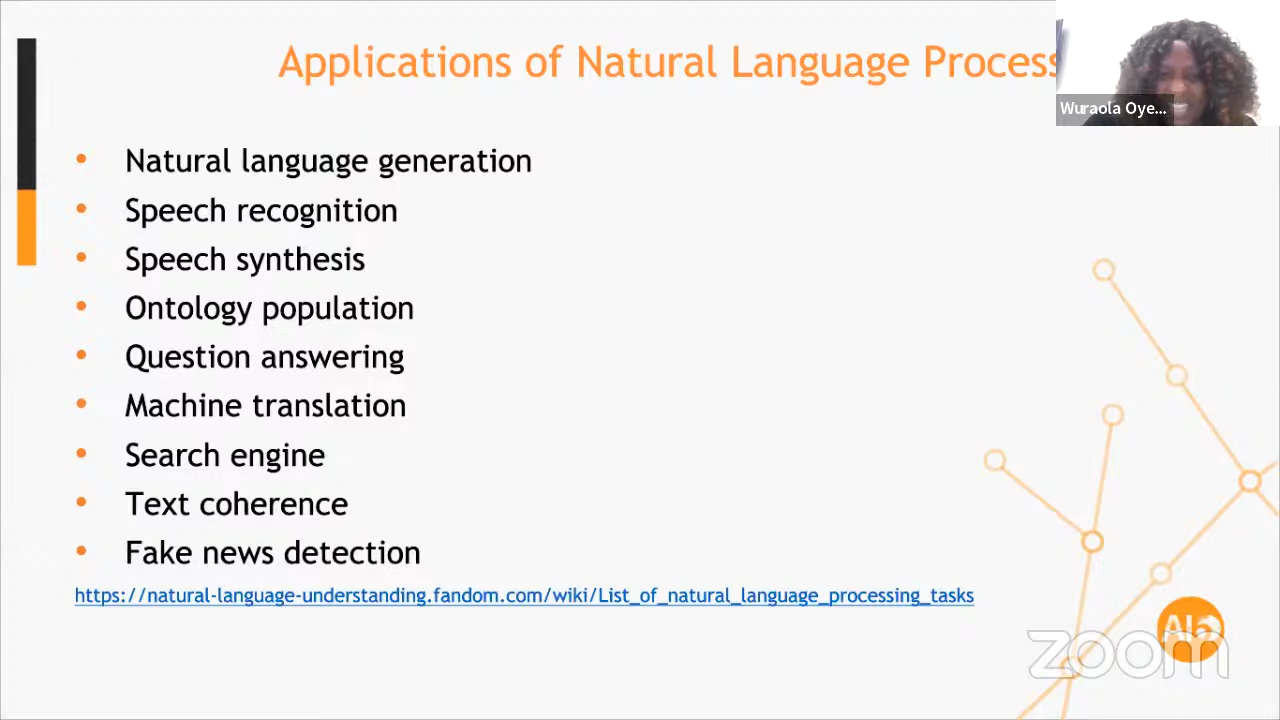 Applications of Natural Language Process
Wuraola Oye...
• Natural language generation
• Speech recognition
• Speech synthesis
• Ontology population
• Question answering
• Machine translation
• Search engine
• Text coherence
• Fake news detection
https://natural-language-understanding.fandom.com/wiki/List_of_natural_language_processing_tasks
zoom